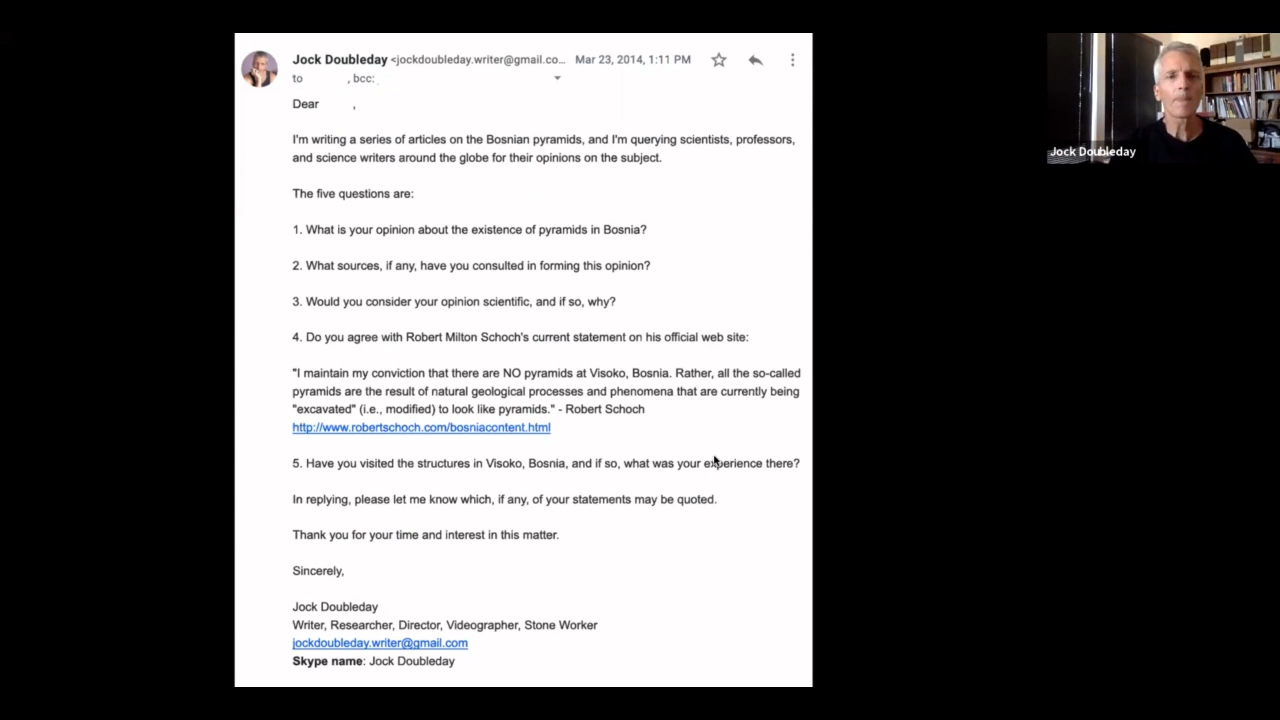 Jock Doubleday <jockdoubleday.writer@gmail.co... Mar 23, 2014, 1:11 PM
to , bcc:
Dear ,
I'm writing a series of articles on the Bosnian pyramids, and I'm querying scientists, professors,
and science writers around the globe for their opinions on the subject.
The five questions are:
1. What is your opinion about the existence of pyramids in Bosnia?
2. What sources, if any, have you consulted in forming this opinion?
3. Would you consider your opinion scientific, and if so, why?
4. Do you agree with Robert Milton Schoch's current statement on his official web site:
"I maintain my conviction that there are NO pyramids at Visoko, Bosnia. Rather, all the so-called
pyramids are the result of natural geological processes and phenomena that are currently being
"excavated" (i.e., modified) to look like pyramids." - Robert Schoch
http://www.robertschoch.com/bosniacontent.html
5. Have you visited the structures in Visoko, Bosnia, and if so, what was your experience there?
In replying, please let me know which, if any, of your statements may be quoted.
Thank you for your time and interest in this matter.
Sincerely,
Jock Doubleday
Writer, Researcher, Director, Videographer, Stone Worker
jockdoubleday.writer@gmail.com
Skype name: Jock Doubleday
Jock Doubleday